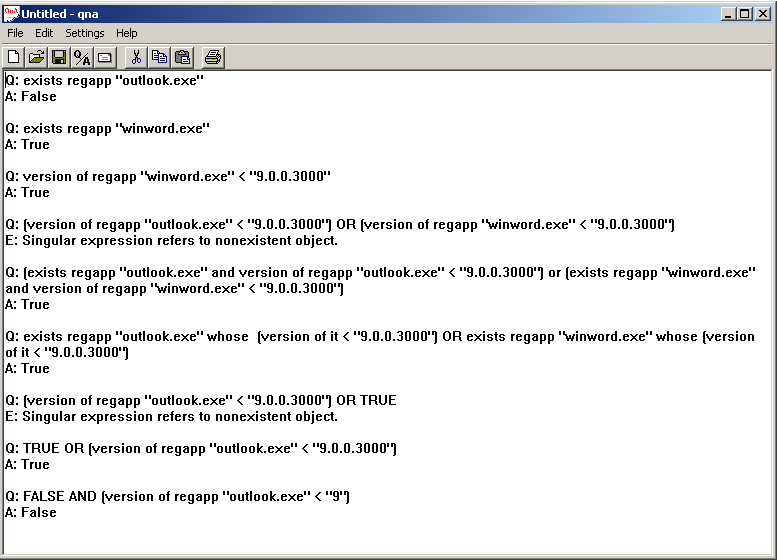 QnA Untitled - qna
File Edit Settings Help
Q/A
Q: exists regapp "outlook.exe"
A: False
Q: exists regapp "winword.exe"
A: True
Q: version of regapp "winword.exe" < "9.0.0.3000"
A: True
Q: (version of regapp "outlook.exe" < "9.0.0.3000") OR (version of regapp "winword.exe" < "9.0.0.3000")
E: Singular expression refers to nonexistent object.
Q: (exists regapp "outlook.exe" and version of regapp "outlook.exe" < "9.0.0.3000") or (exists regapp "winword.exe"
and version of regapp "winword.exe" < "9.0.0.3000")
A: True
Q: exists regapp "outlook.exe" whose  (version of it < "9.0.0.3000") OR exists regapp "winword.exe" whose (version
of it < "9.0.0.3000")
A: True
Q: (version of regapp "outlook.exe" < "9.0.0.3000") OR TRUE
E: Singular expression refers to nonexistent object.
Q: TRUE OR (version of regapp "outlook.exe" < "9.0.0.3000")
A: True
Q: FALSE AND (version of regapp "outlook.exe" < "9")
A: False